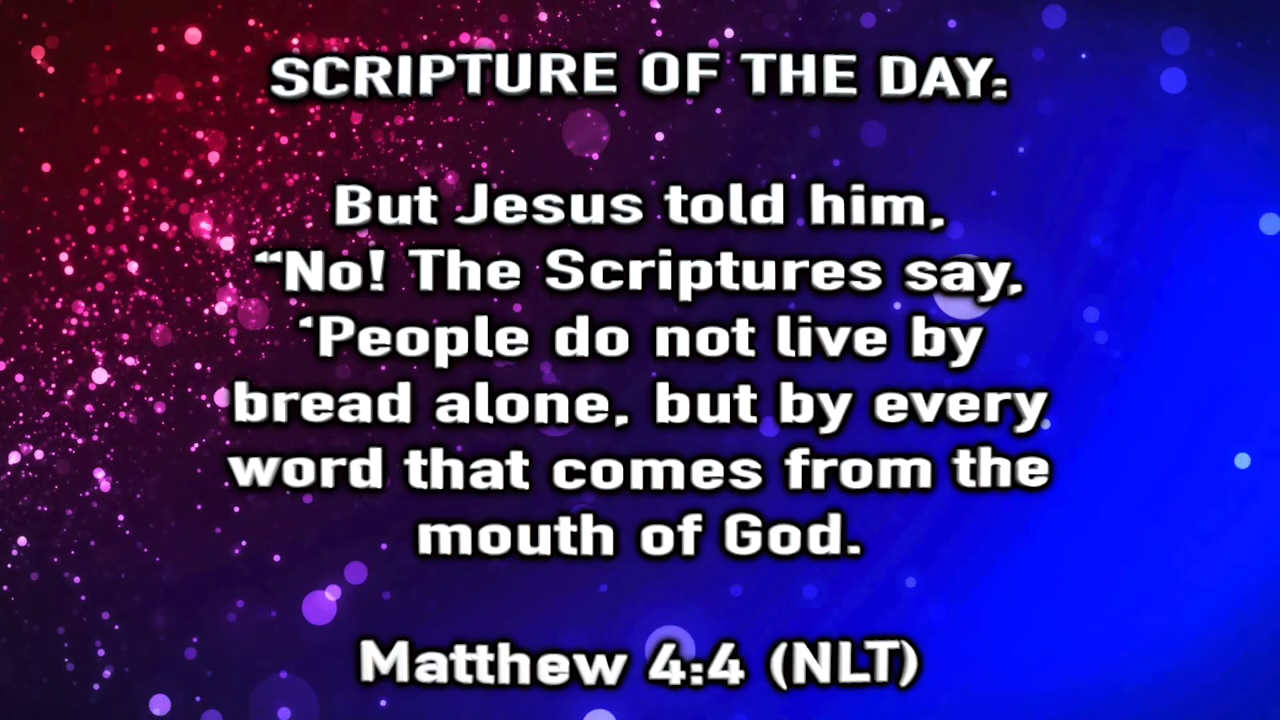 SCRIPTURE OF THE DAY:
But Jesus told him,
“No! The Scriptures say,
‘People do not live by
bread alone, but by every
word that comes from the
mouth of God.
Matthew 4:4 (NLT)